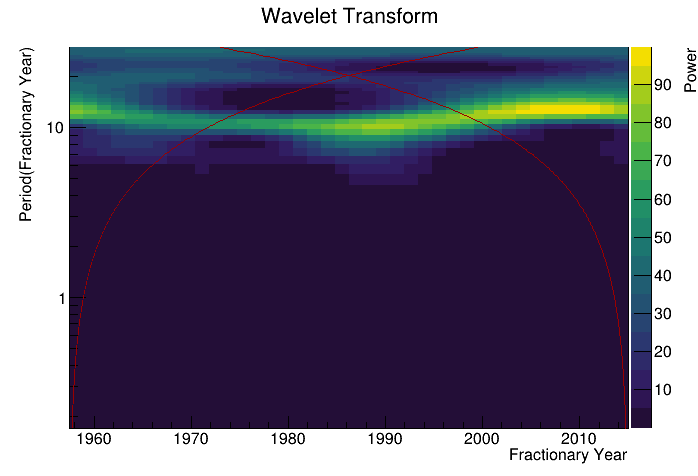 Wavelet Transform
Power
Period(Fractionary Year)
90
80
70
60
50
40
30
20
10
10
1
1960 1970 1980 1990 2000 2010
Fractionary Year